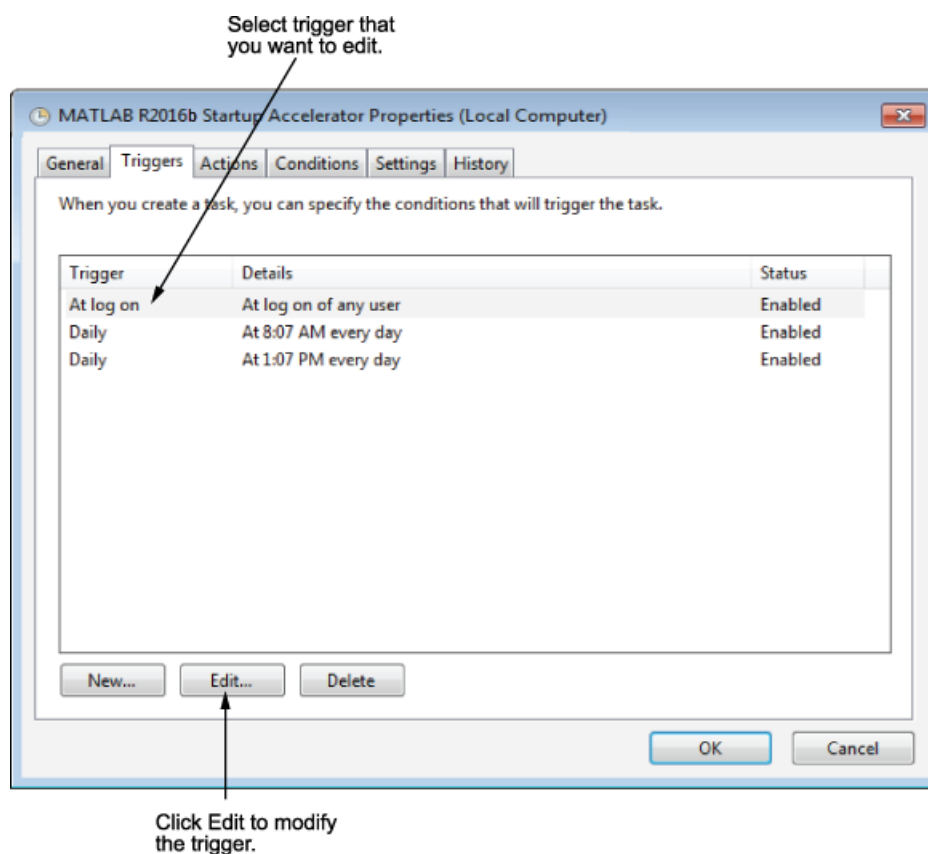 Select trigger that
you want to edit.
MATLAB R2016b Startup Accelerator Properties (Local Computer)
General Triggers Actions Conditions Settings History
When you create a task, you can specify the conditions that will trigger the task.
Trigger Details Status
At log on At log on of any user Enabled
Daily At 8:07 AM every day Enabled
Daily At 1:07 PM every day Enabled
New... Edit... Delete
OK Cancel
Click Edit to modify
the trigger.